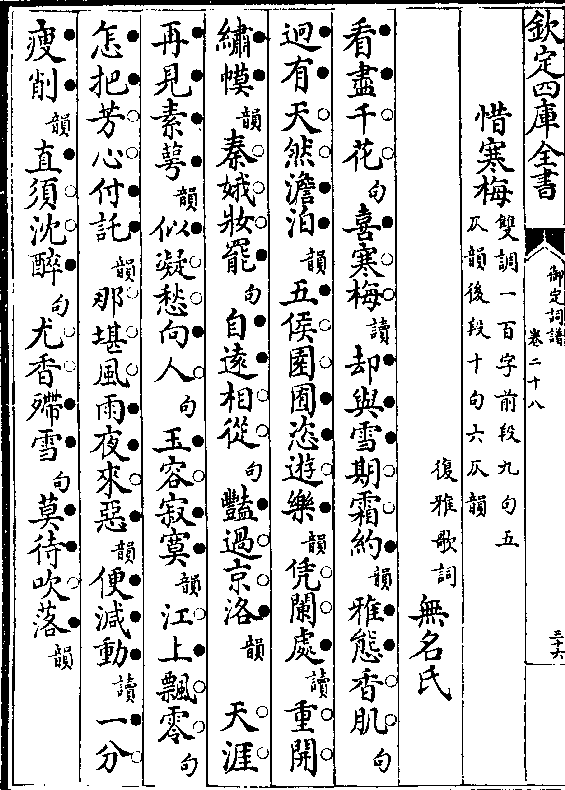 欽定四庫全書
御定詞譜
卷二十八
三十六
惜寒梅
雙調一百字前段九句五
仄韻後段十句六仄韻
復雅歌詞
無名氏
看盡千花句喜寒梅讀却與雪期霜約韻雅態香肌句
迥有天然澹泊韻五侯園囿恣遊樂韻凭闌處讀重開
繡幙韻秦娥妝罷句自遠相從句豔過京洛韻 天涯
再見素萼韻似凝愁向人句玉容寂寞韻江上飄零句
怎把芳心付託韻那堪風雨夜來惡韻便減動讀一分
瘦削韻直須沈醉句尤香殢雪句莫待吹落韻